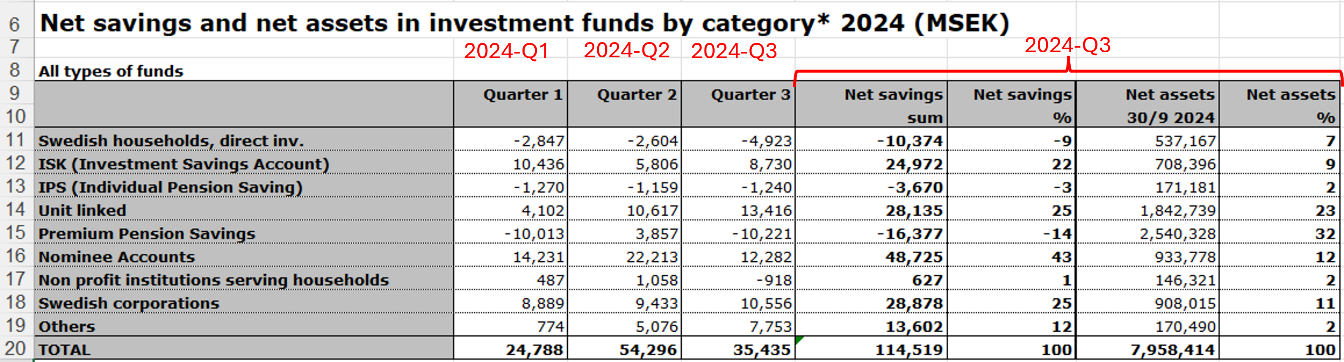 6 Net savings and net assets in investment funds by category* 2024 (MSEK)
7 2024-Q1 2024-Q2 2024-Q3 2024-Q3
8 All types of funds
9 Quarter 1 Quarter 2 Quarter 3 Net savings Net savings Net assets Net assets
10 sum % 30/9 2024 %
11 Swedish households, direct inv. -2,847 -2,604 -4,923 -10,374 -9 537,167 7
12 ISK (Investment Savings Account) 10,436 5,806 8,730 24,972 22 708,396 9
13 IPS (Individual Pension Saving) -1,270 -1,159 -1,240 -3,670 -3 171,181 2
14 Unit linked 4,102 10,617 13,416 28,135 25 1,842,739 23
15 Premium Pension Savings -10,013 3,857 -10,221 -16,377 -14 2,540,328 32
16 Nominee Accounts 14,231 22,213 12,282 48,725 43 933,778 12
17 Non profit institutions serving households 487 1,058 -918 627 1 146,321 2
18 Swedish corporations 8,889 9,433 10,556 28,878 25 908,015 11
19 Others 774 5,076 7,753 13,602 12 170,490 2
20 TOTAL 24,788 54,296 35,435 114,519 100 7,958,414 100